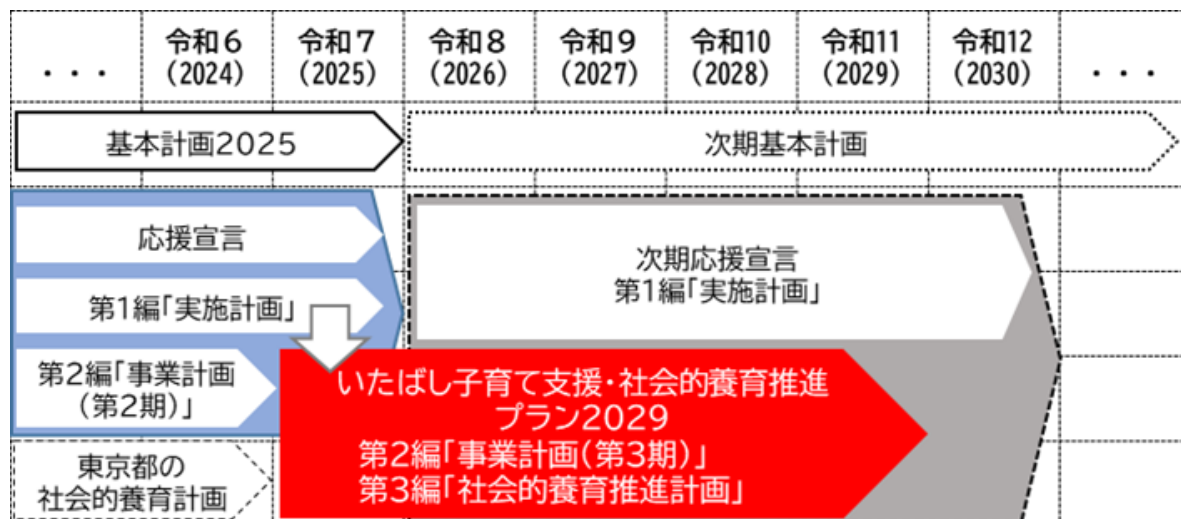 ・・・
令和６
(2024)
令和７
(2025)
令和８
(2026)
令和９
(2027)
令和10
(2028)
令和11
(2029)
令和12
(2030)
・・・
基本計画2025
次期基本計画
応援宣言
第1編「実施計画」
次期応援宣言
第1編「実施計画」
第2編「事業計画
(第2期)」
いたばし子育て支援・社会的養育推進
プラン2029
第2編「事業計画(第3期)」
第3編「社会的養育推進計画」
東京都の
社会的養育計画